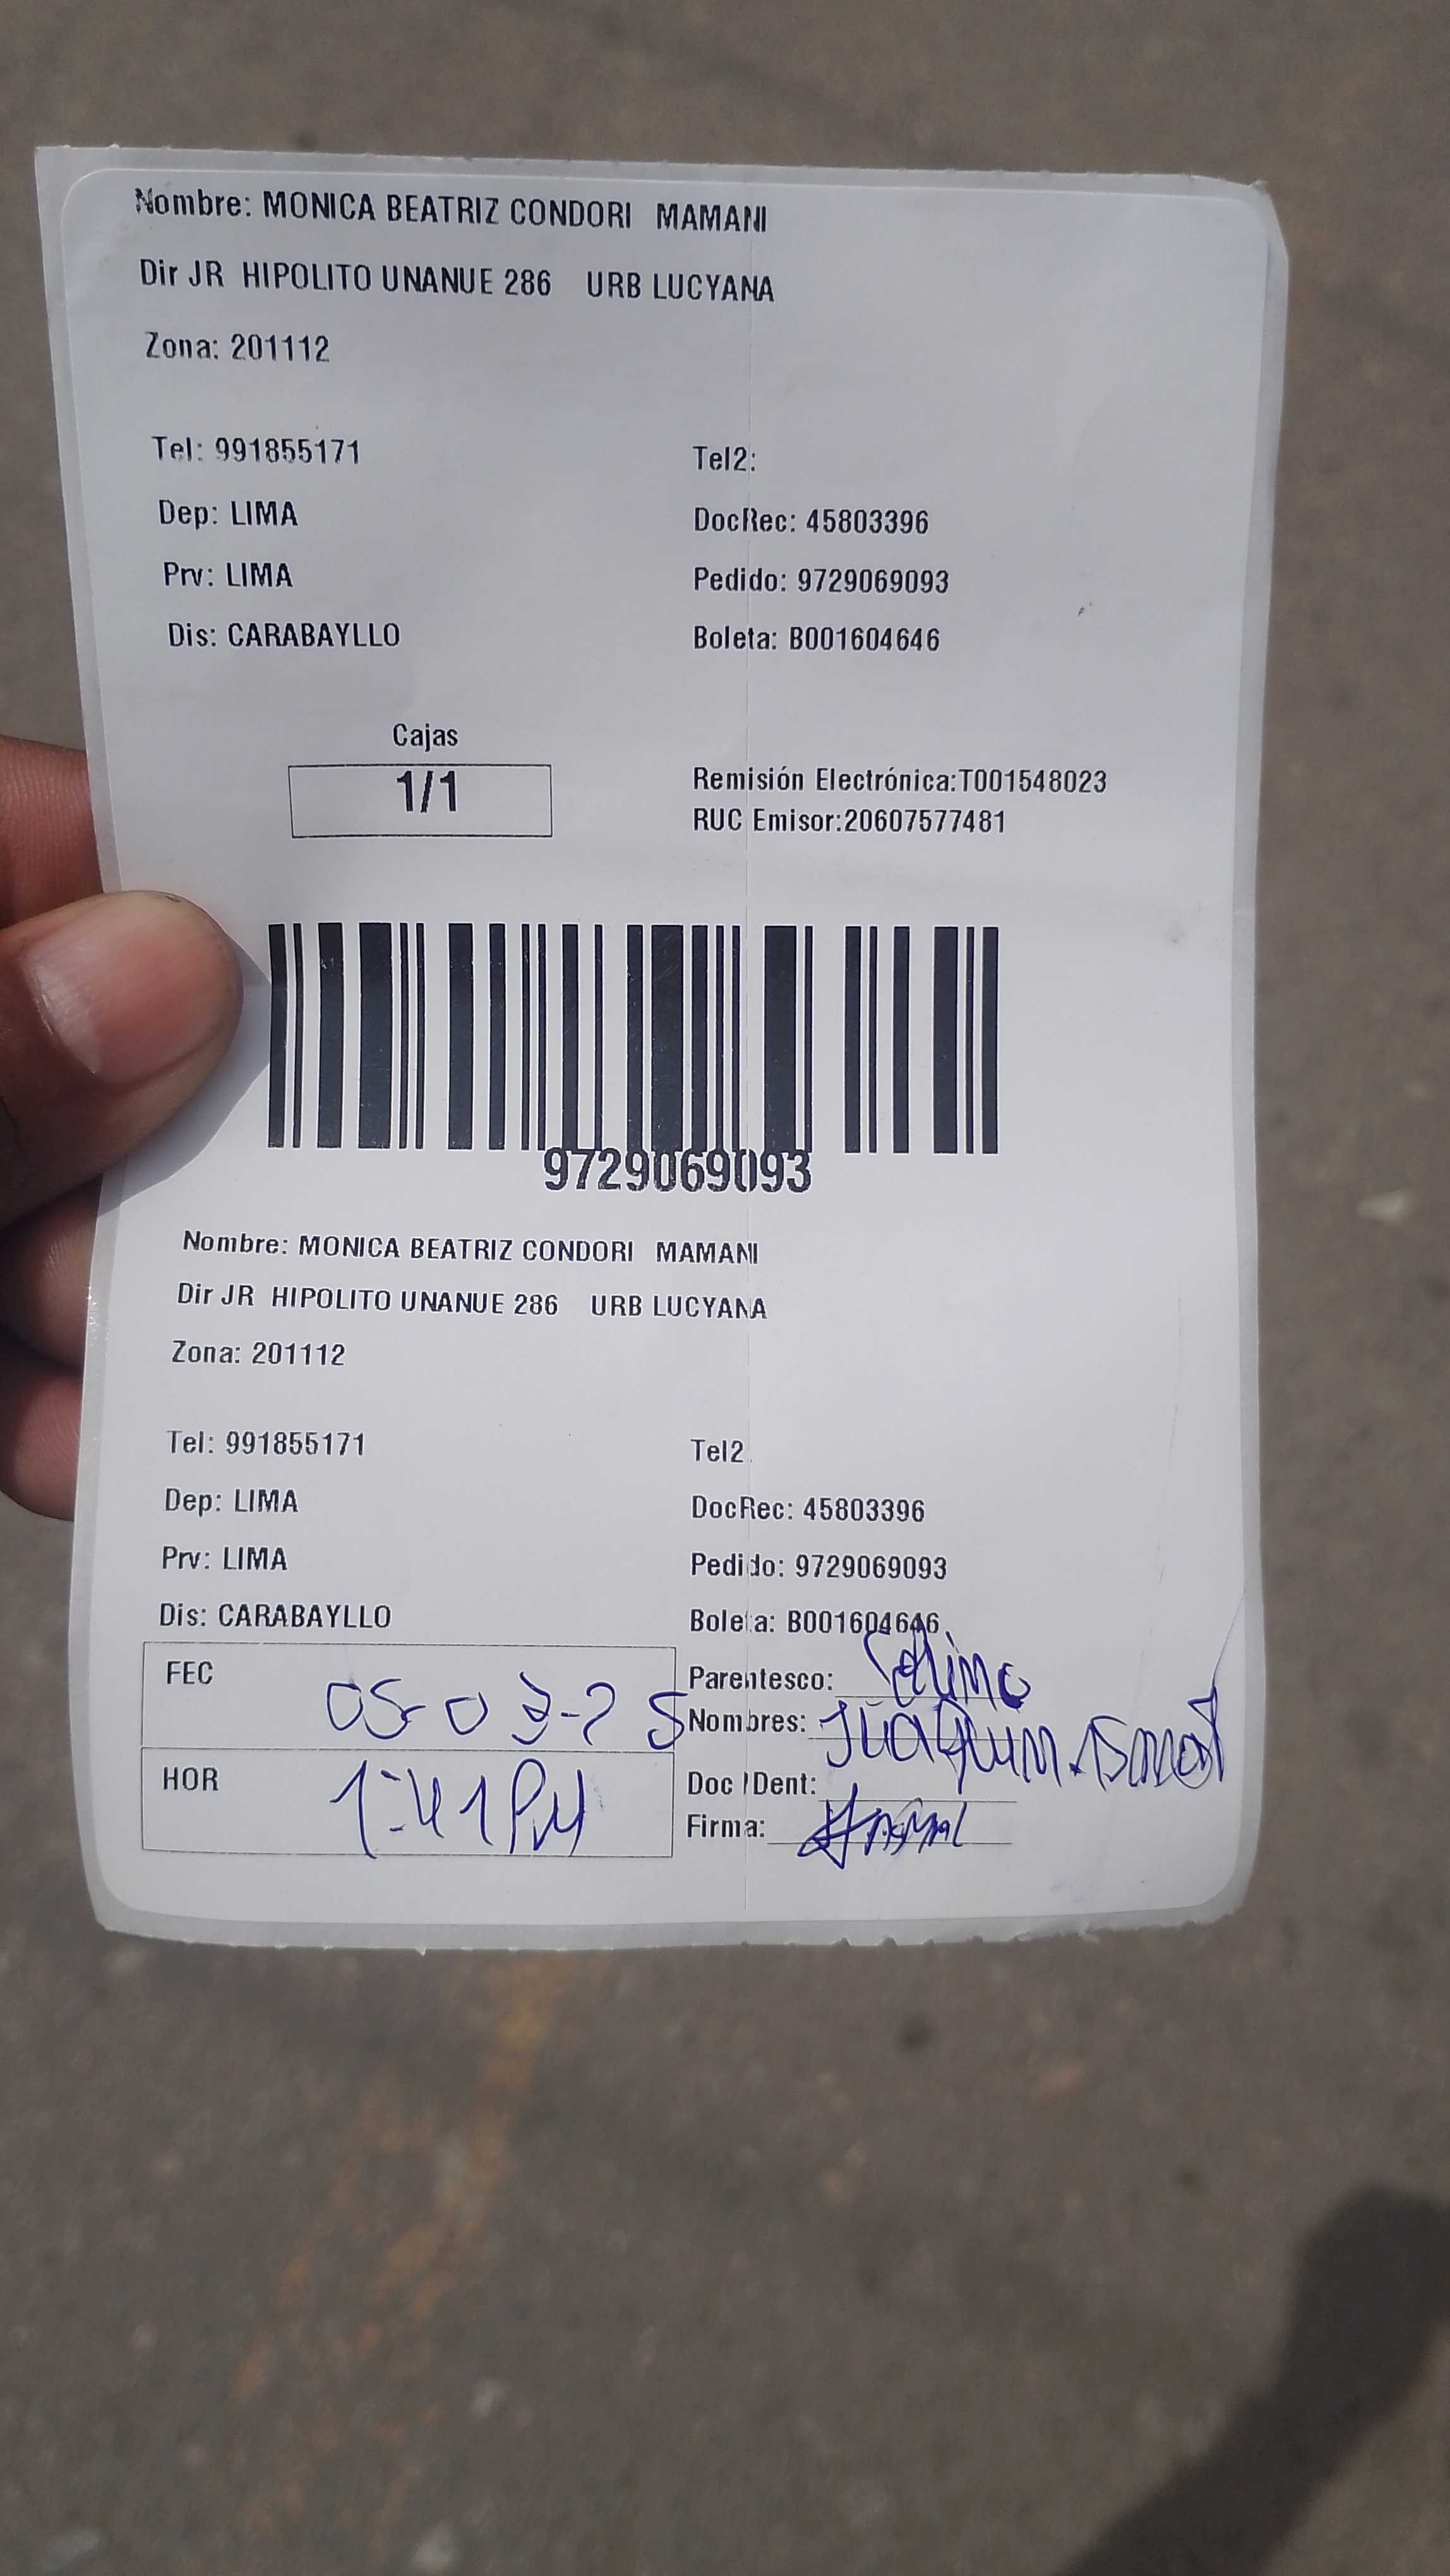 Nombre: MONICA BEATRIZ CONDORI MAMANI
Dir JR HIPOLITO UNANUE 286 URB LUCYANA
Zona: 201112
Tel: 991855171 Tel2:
Dep: LIMA DocRec: 45803396
Prv: LIMA Pedido: 9729069093
Dis: CARABAYLLO Boleta: B001604646
Cajas
1/1
Remisión Electrónica:T001548023
RUC Emisor:20607577481
9729069093
Nombre: MONICA BEATRIZ CONDORI MAMANI
Dir JR HIPOLITO UNANUE 286 URB LUCYANA
Zona: 201112
Tel: 991855171 Tel2
Dep: LIMA DocRec: 45803396
Prv: LIMA Pedido: 9729069093
Dis: CARABAYLLO Boleta: B001604646
FEC Parentesco:
Nombres:
HOR 1:41 PM Doc Dent:
Firma: